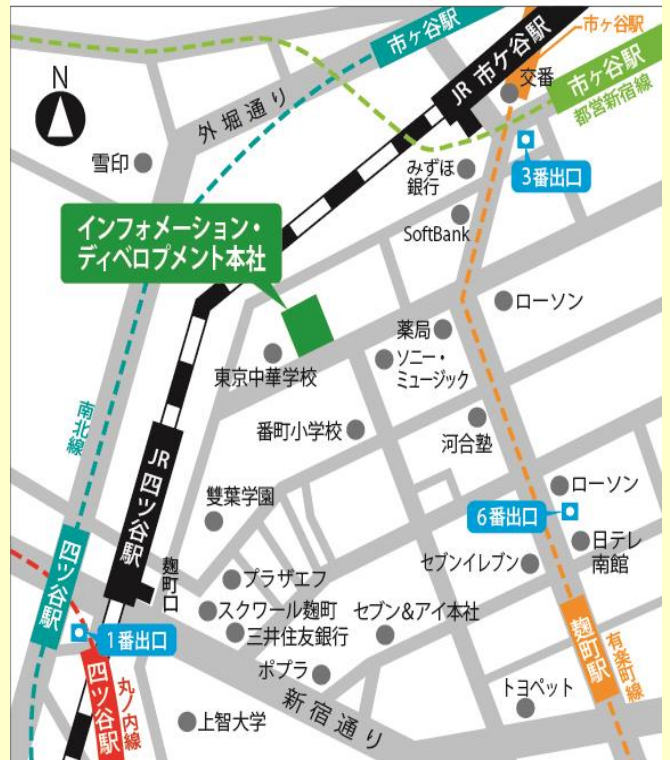 市ヶ谷駅
JR 市ヶ谷駅
市ヶ谷駅
交番
市ヶ谷駅
都営新宿線
N
外堀通り
雪印
みずほ
銀行
3番出口
SoftBank
インフォメーション・
ディベロプメント本社
ローソン
薬局
ソニー・
ミュージック
東京中華学校
南北線
番町小学校
河合塾
JR 四ツ谷駅
雙葉学園
ローソン
6番出口
日テレ
南館
セブンイレブン
四ツ谷駅
麹町口
プラザエフ
スクワール麹町
セブン&アイ本社
三井住友銀行
1番出口
麹町駅
有楽町線
ポプラ
四ツ谷駅
丸ノ内線
新宿通り
トヨペット
上智大学